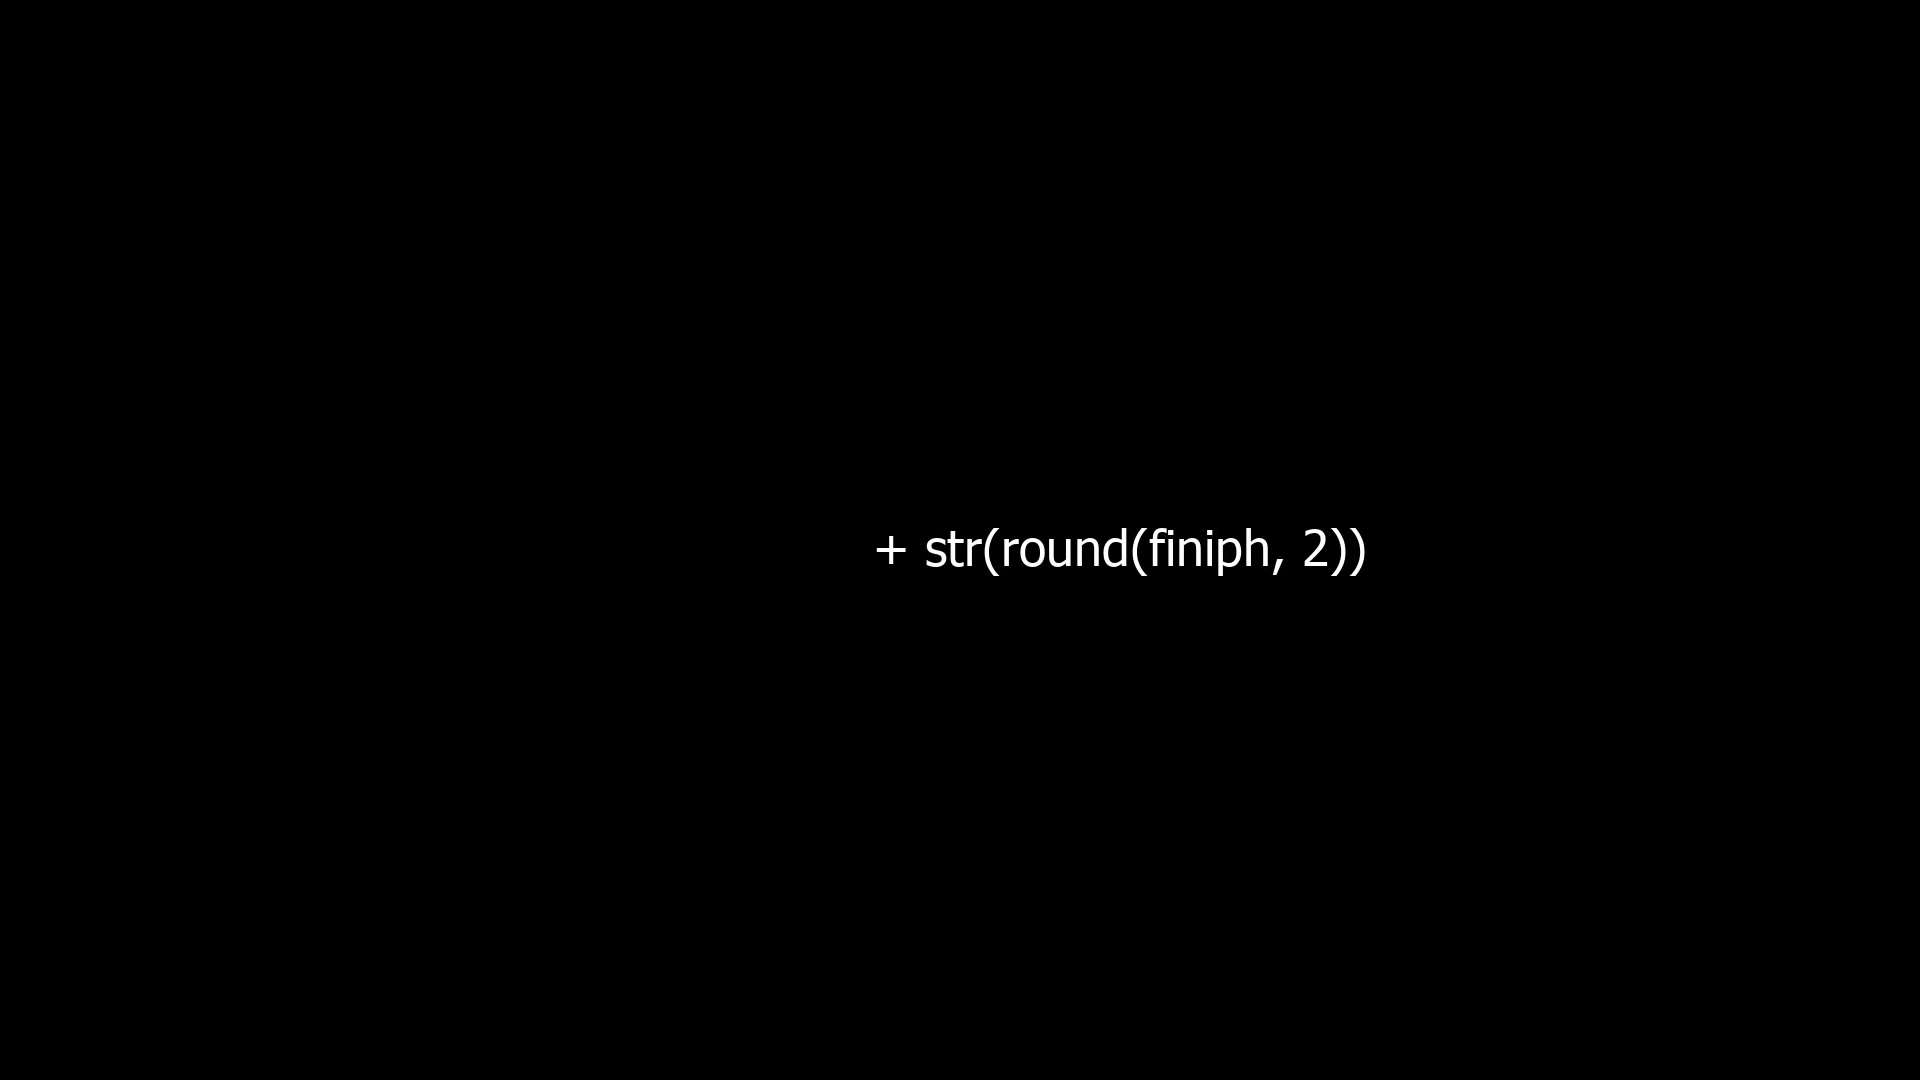 + str(round(finiph, 2))